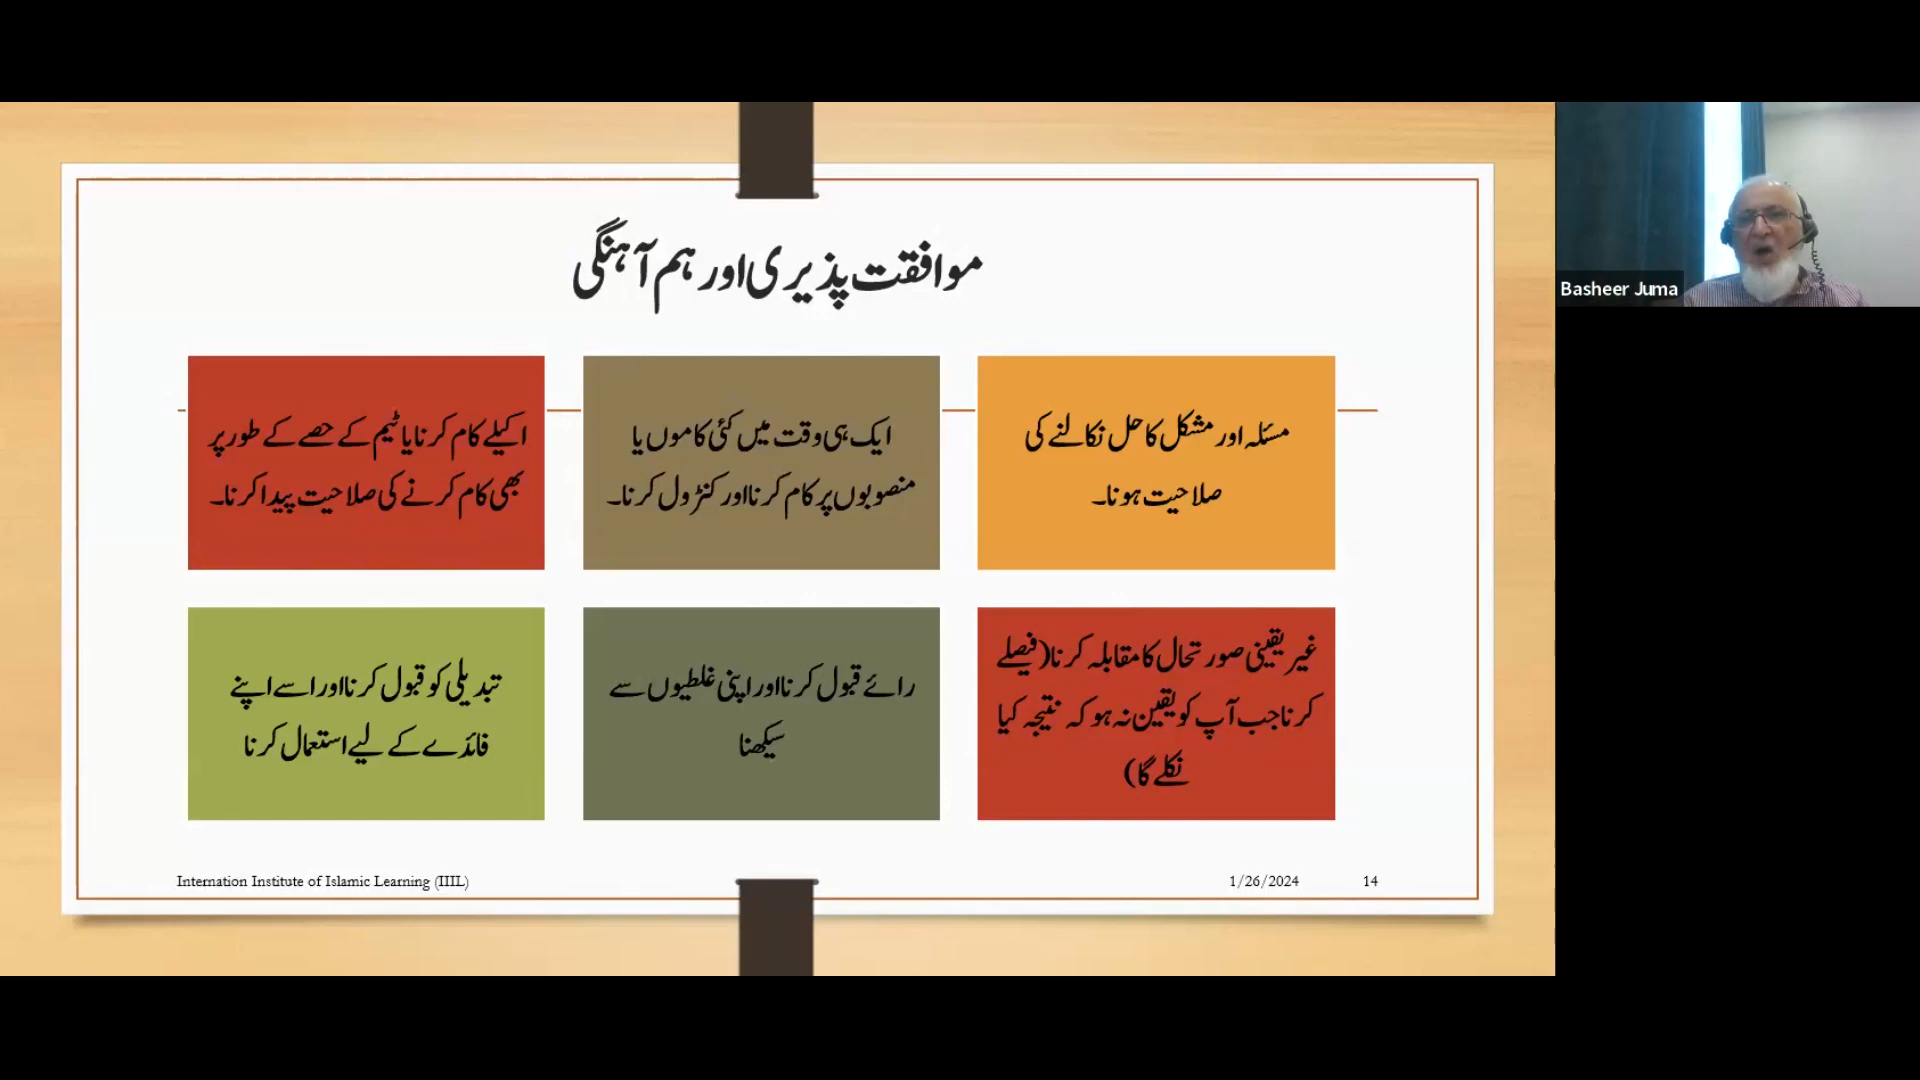 موافقت پذیری اور ہم آہنگی
مسئلہ اور مشکل کا حل نکالنے کی
صلاحیت ہونا۔
ایک ہی وقت میں کئی کاموں یا
منصوبوں پر کام کرنا اور کنٹرول کرنا۔
اکیلے کام کرنا یا ٹیم کے حصے کے طور پر
بھی کام کرنے کی صلاحیت پیدا کرنا۔
غیر یقینی صورتحال کا مقابلہ کرنا (فیصلے
کرنا جب آپ کو یقین نہ ہو کہ نتیجہ کیا
نکلے گا)
رائے قبول کرنا اور اپنی غلطیوں سے
سیکھنا
تبدیلی کو قبول کرنا اور اسے اپنے
فائدے کے لیے استعمال کرنا
Internation Institute of Islamic Learning (IIIL)
1/26/2024
14
Basheer Juma